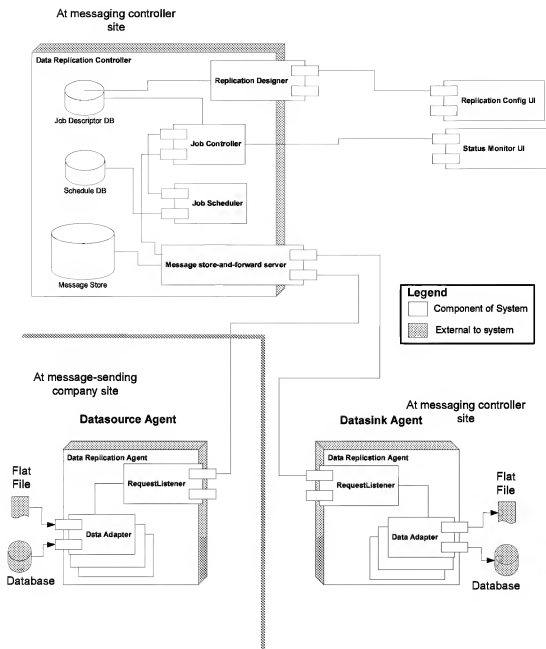 At messaging controller
site
Data Replication Controller
Replication Designer
Job Descriptor DB
Replication Config UI
Job Controller
Status Monitor UI
Schedule DB
Job Scheduler
Message store-and-forward server
Message Store
Legend
Component of System
External to system
At message-sending
company site
At messaging controller
site
Datasource Agent
Datasink Agent
Data Replication Agent
RequestListener
Flat
File
Data Adapter
Database
Data Replication Agent
RequestListener
Flat
File
Data Adapter
Database